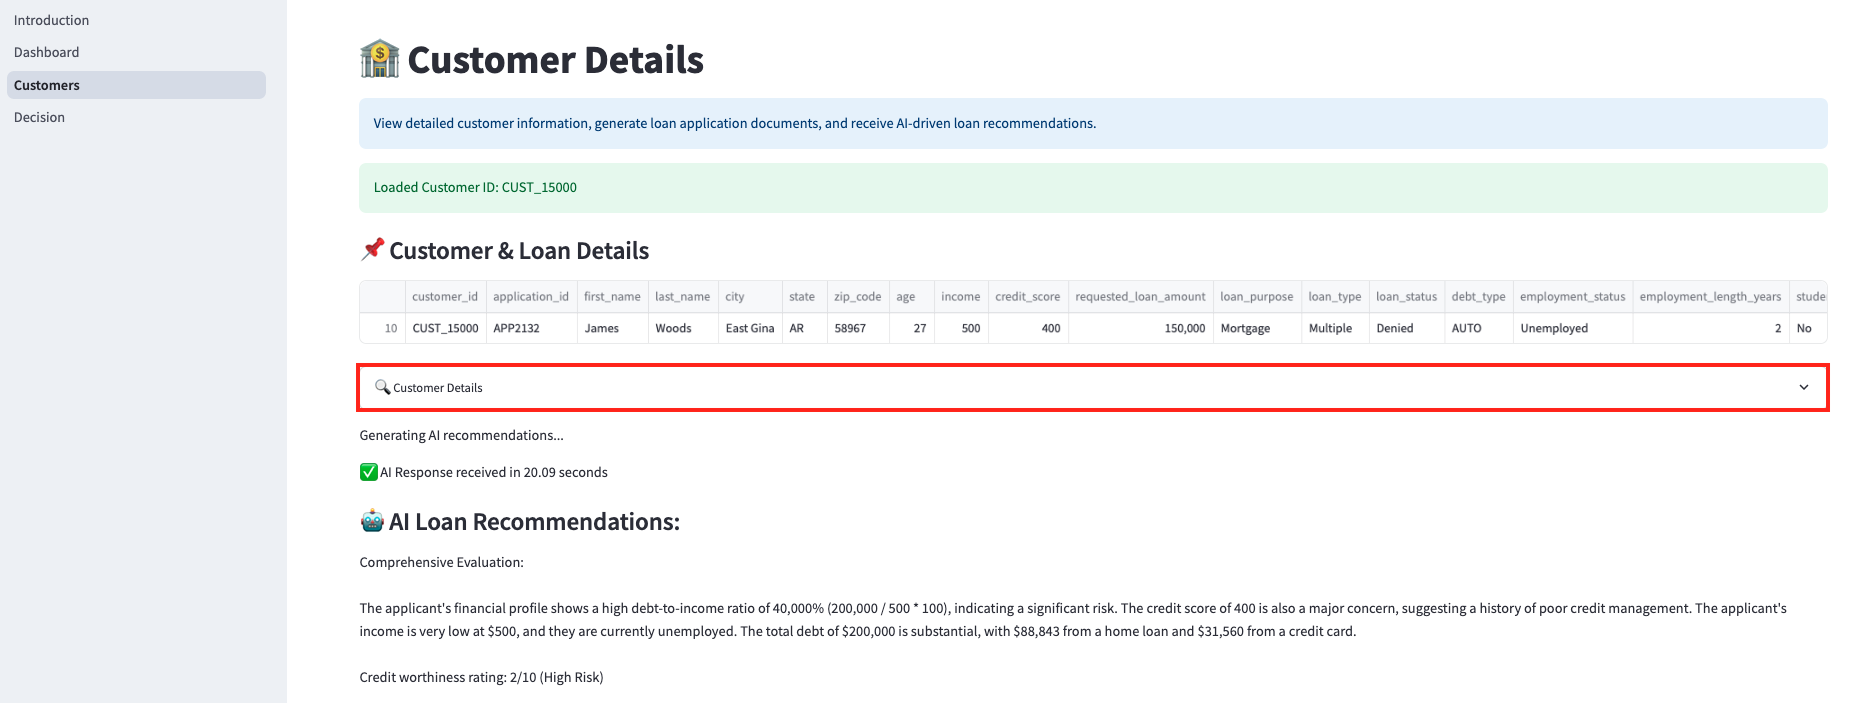 Introduction
Dashboard
Customers
Decision
Customer Details
View detailed customer information, generate loan application documents, and receive AI-driven loan recommendations.
Loaded Customer ID: CUST_15000
Customer & Loan Details
customer_id application_id first_name last_name city state zip_code age income credit_score requested_loan_amount loan_purpose loan_type loan_status debt_type employment_status employment_length_years stude
10 CUST_15000 APP2132 James Woods East Gina AR 58967 27 500 400 150,000 Mortgage Multiple Denied AUTO Unemployed 2 No
Customer Details
Generating AI recommendations...
AI Response received in 20.09 seconds
AI Loan Recommendations:
Comprehensive Evaluation:
The applicant's financial profile shows a high debt-to-income ratio of 40,000% (200,000 / 500 * 100), indicating a significant risk. The credit score of 400 is also a major concern, suggesting a history of poor credit management. The applicant's
income is very low at $500, and they are currently unemployed. The total debt of $200,000 is substantial, with $88,843 from a home loan and $31,560 from a credit card.
Credit worthiness rating: 2/10 (High Risk)